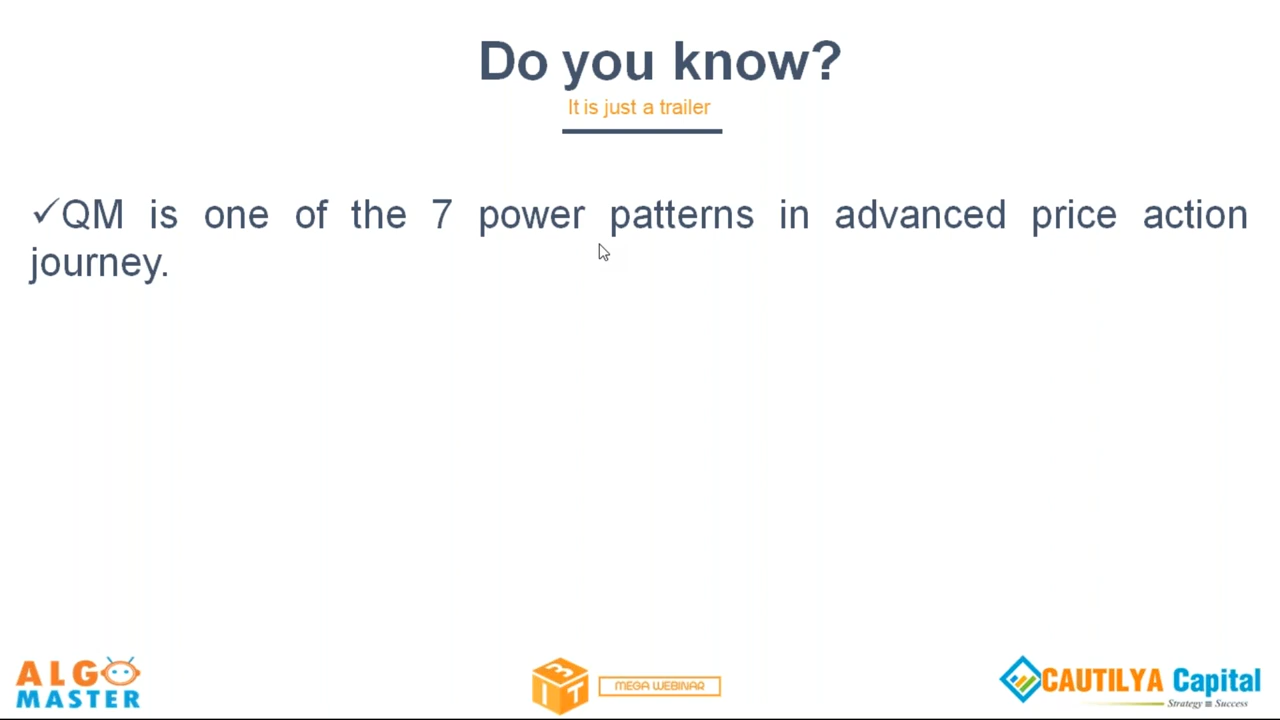 Do you know?
It is just a trailer
✓QM is one of the 7 power patterns in advanced price action
journey.
ALGO
MASTER
BIT
MEGA WEBINAR
CAUTILYA Capital
Strategy = Success